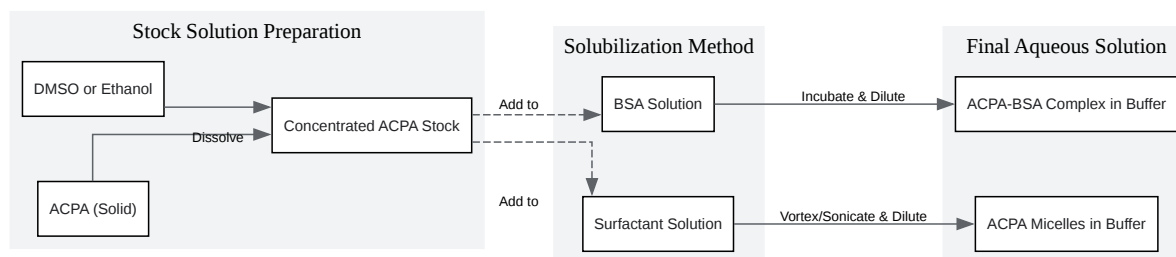 Stock Solution Preparation
DMSO or Ethanol
Dissolve
ACPA (Solid)
Concentrated ACPA Stock
Add to
Add to
Solubilization Method
BSA Solution
Surfactant Solution
Incubate & Dilute
Vortex/Sonicate & Dilute
Final Aqueous Solution
ACPA-BSA Complex in Buffer
ACPA Micelles in Buffer